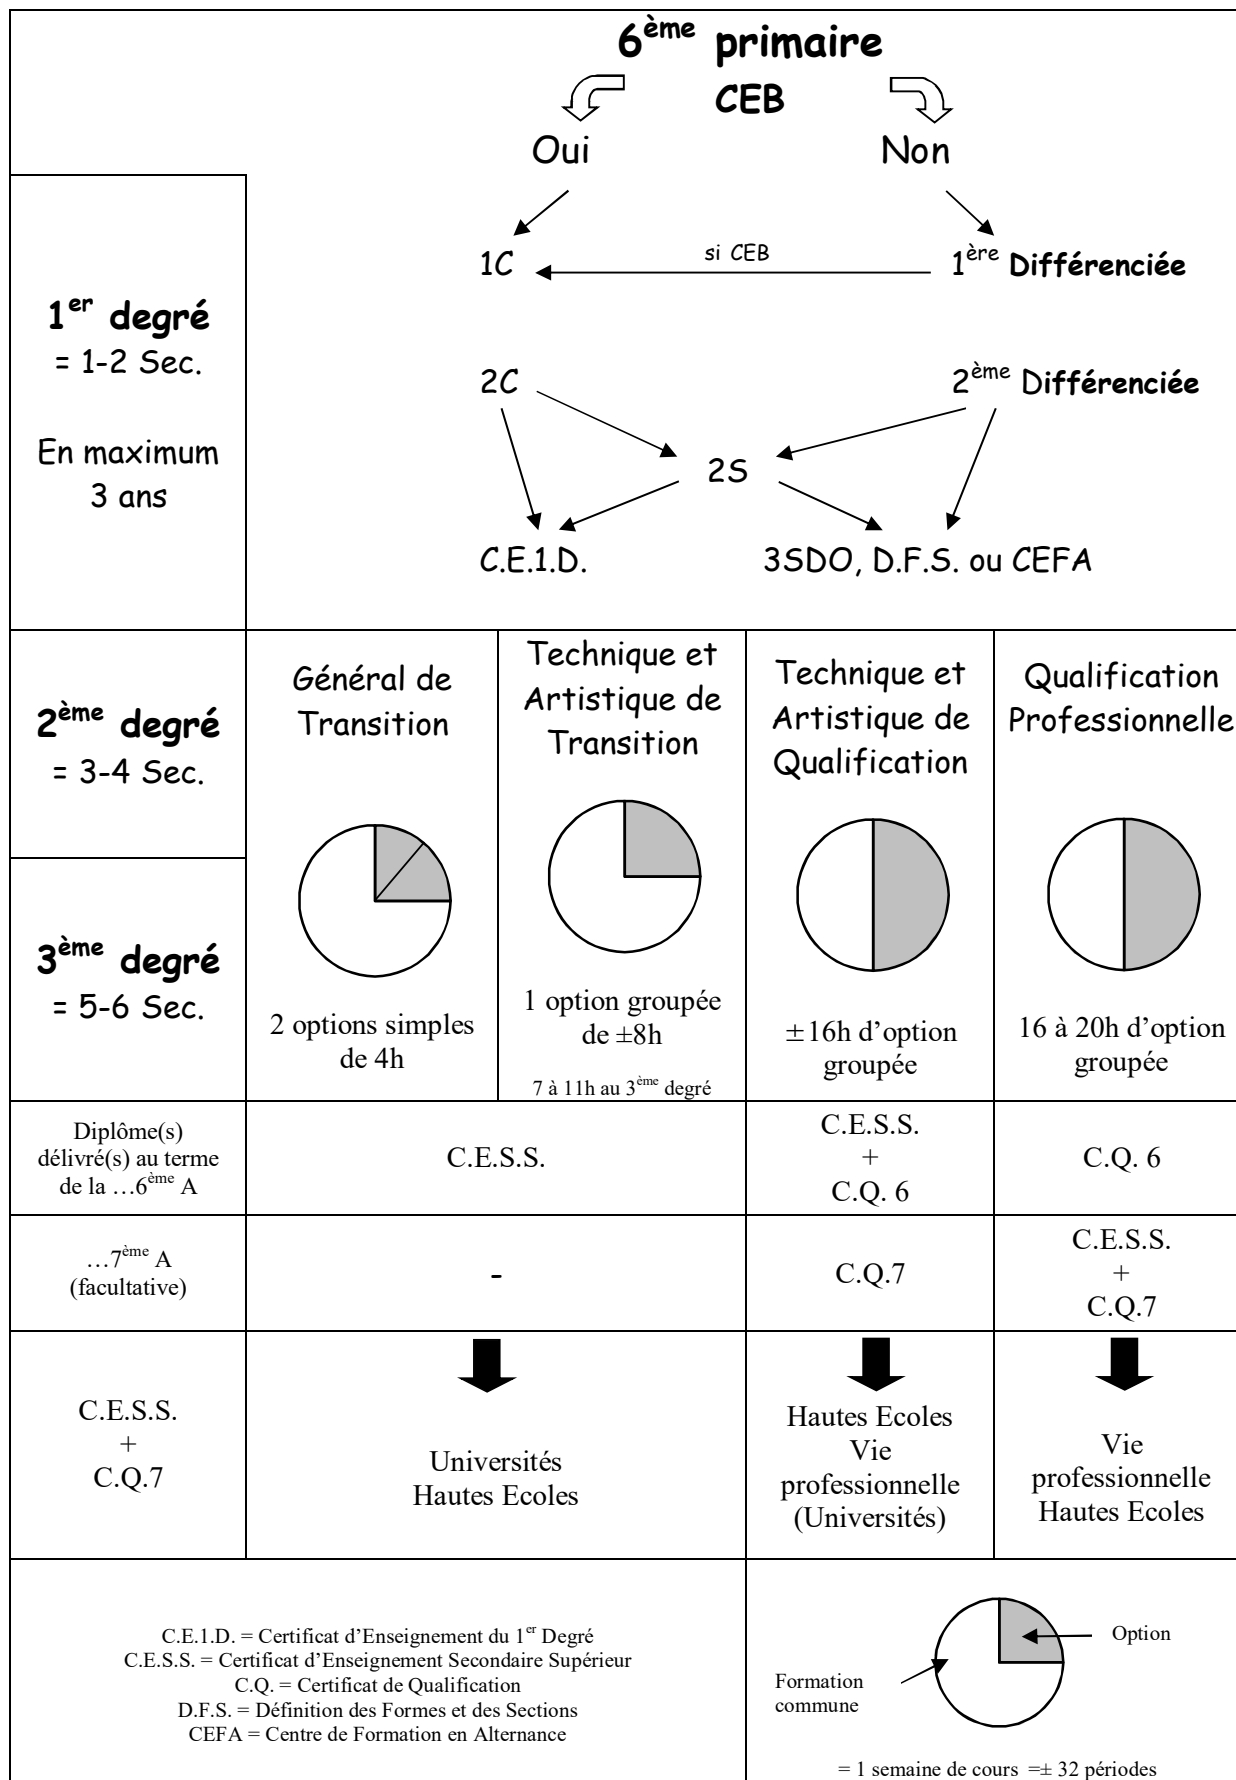 6ème primaire
CEB
Oui
Non
1C
si CEB
1ère Différenciée
1er degré
= 1-2 Sec.
En maximum
3 ans
2C
2ème Différenciée
2S
C.E.1.D.
3SDO, D.F.S. ou CEFA
2ème degré
= 3-4 Sec.
3ème degré
= 5-6 Sec.
Général de
Transition
2 options simples
de 4h
Technique et
Artistique de
Transition
1 option groupée
de ±8h
7 à 11h au 3ème degré
Technique et
Artistique de
Qualification
±16h d’option
groupée
Qualification
Professionnelle
16 à 20h d’option
groupée
Diplôme(s)
délivré(s) au terme
de la …6ème A
C.E.S.S.
C.E.S.S.
+
C.Q. 6
C.Q. 6
…7ème A
(facultative)
-
C.Q.7
C.E.S.S.
+
C.Q.7
C.E.S.S.
+
C.Q.7
Universités
Hautes Ecoles
Hautes Ecoles
Vie
professionnelle
(Universités)
Vie
professionnelle
Hautes Ecoles
C.E.1.D. = Certificat d’Enseignement du 1er Degré
C.E.S.S. = Certificat d’Enseignement Secondaire Supérieur
C.Q. = Certificat de Qualification
D.F.S. = Définition des Formes et des Sections
CEFA = Centre de Formation en Alternance
Option
Formation
commune
= 1 semaine de cours =± 32 périodes